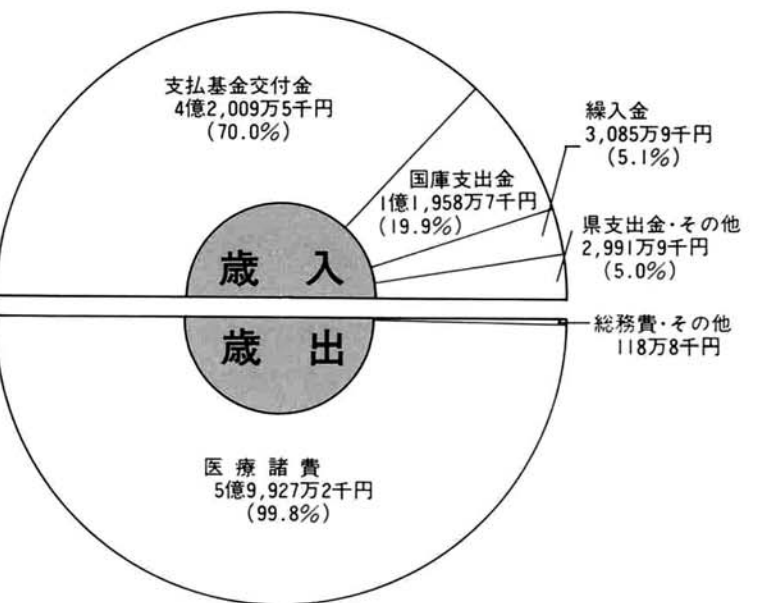 支払基金交付金
4億2,009万5千円
(70.0%)
国庫支出金
1億1,958万7千円
(19.9%)
繰入金
3,085万9千円
(5.1%)
県支出金・その他
2,991万9千円
(5.0%)
歳 入
歳 出
総務費・その他
118万8千円
医療諸費
5億9,927万2千円
(99.8%)